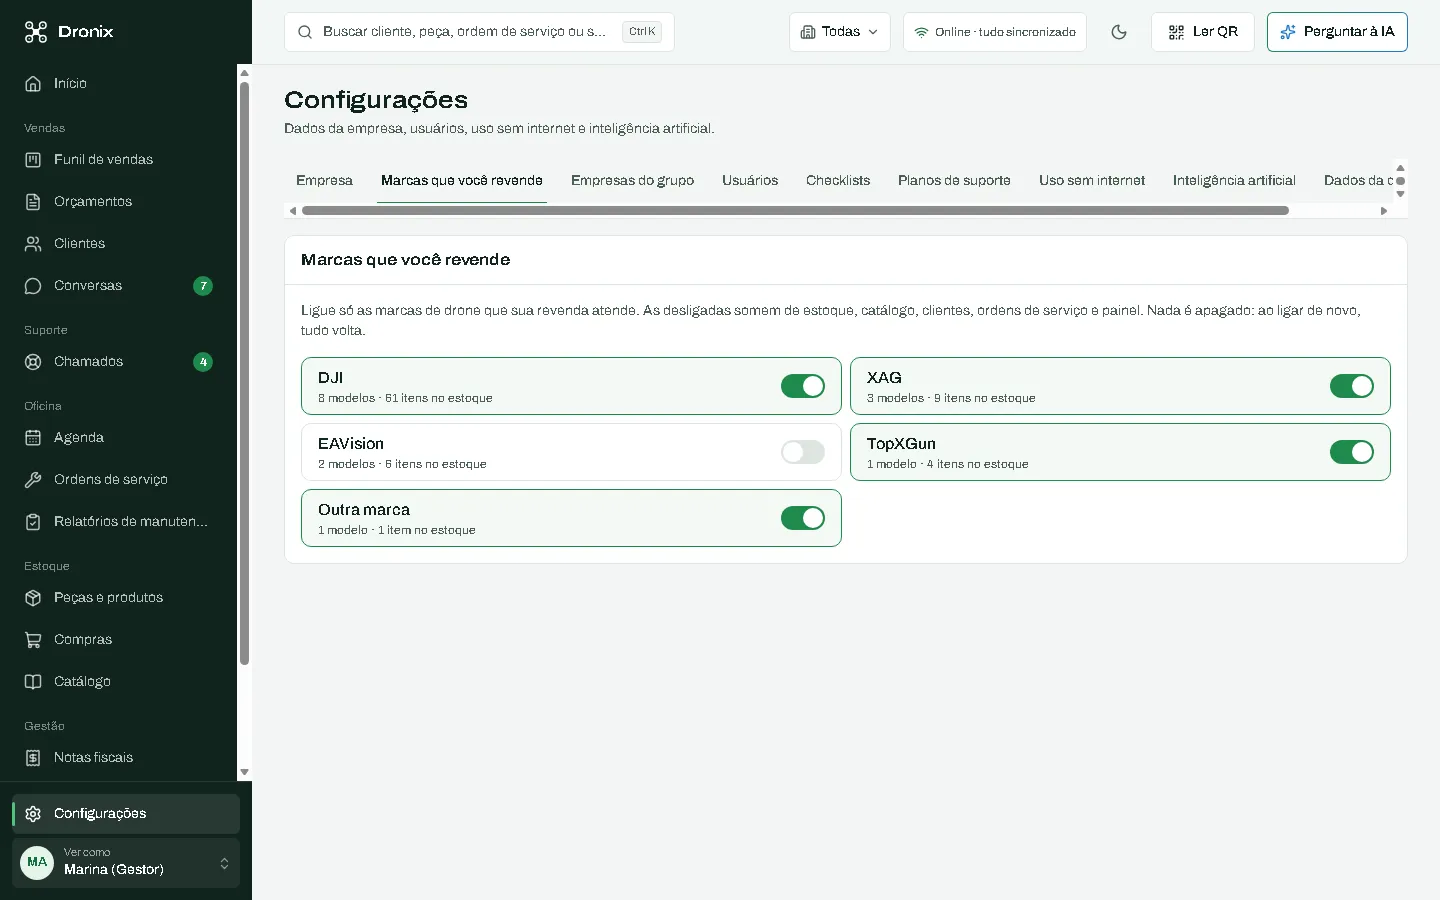 Dronix
Buscar cliente, peça, ordem de serviço ou s...
Ctrl K
Todas
Online · tudo sincronizado
Ler QR
Perguntar à IA
Início
Vendas
Funil de vendas
Orçamentos
Clientes
Conversas 7
Suporte
Chamados 4
Oficina
Agenda
Ordens de serviço
Relatórios de manuten...
Estoque
Peças e produtos
Compras
Catálogo
Gestão
Notas fiscais
Configurações
MA
Ver como
Marina (Gestor)
Configurações
Dados da empresa, usuários, uso sem internet e inteligência artificial.
Empresa
Marcas que você revende
Empresas do grupo
Usuários
Checklists
Planos de suporte
Uso sem internet
Inteligência artificial
Dados da
Marcas que você revende
Ligue só as marcas de drone que sua revenda atende. As desligadas somem de estoque, catálogo, clientes, ordens de serviço e painel. Nada é apagado: ao ligar de novo,
tudo volta.
DJI
8 modelos · 61 itens no estoque
XAG
3 modelos · 9 itens no estoque
EAVision
2 modelos · 6 itens no estoque
TopXGun
1 modelo · 4 itens no estoque
Outra marca
1 modelo · 1 item no estoque